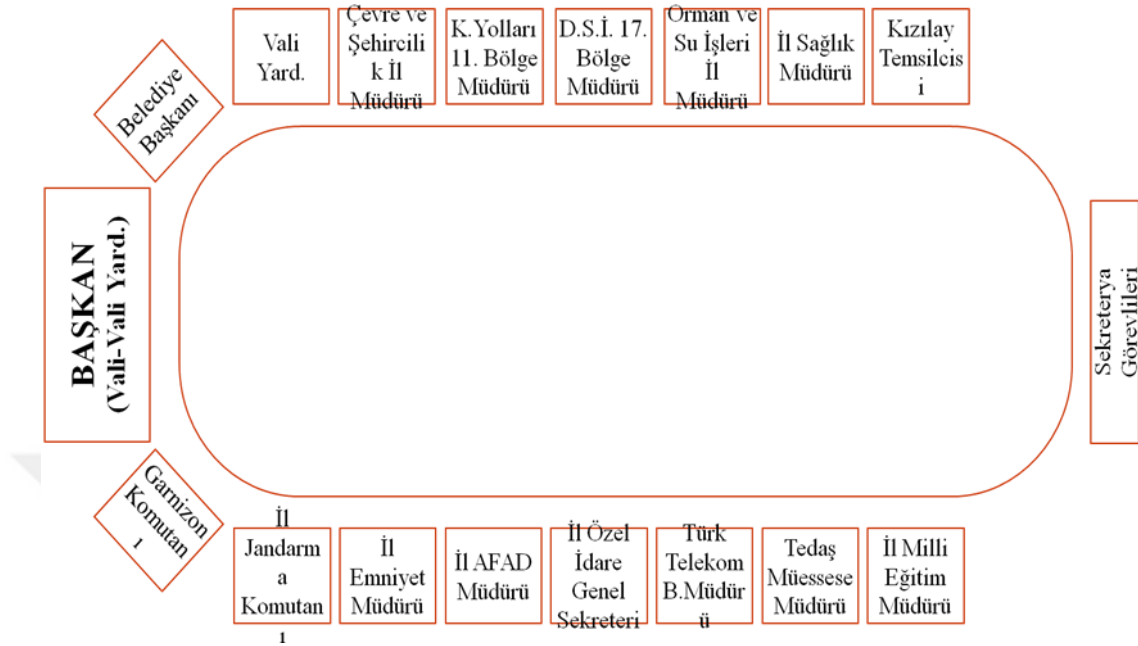 Vali
Yard.
Çevre ve
Şehircili
k İl
Müdürü
K.Yolları
11. Bölge
Müdürü
D.S.İ. 17.
Bölge
Müdürü
Orman ve
Su İşleri
İl
Müdürü
İl Sağlık
Müdürü
Kızılay
Temsilcis
i
Belediye
Başkanı
BAŞKAN
(Vali-Vali Yard.)
Sekreterya
Görevlileri
Garnizon
Komutan
ı
İl
Jandarm
a
Komutan
ı
İl
Emniyet
Müdürü
İl AFAD
Müdürü
İl Özel
İdare
Genel
Sekreteri
Türk
Telekom
B.Müdür
ü
Tedaş
Müessese
Müdürü
İl Milli
Eğitim
Müdürü